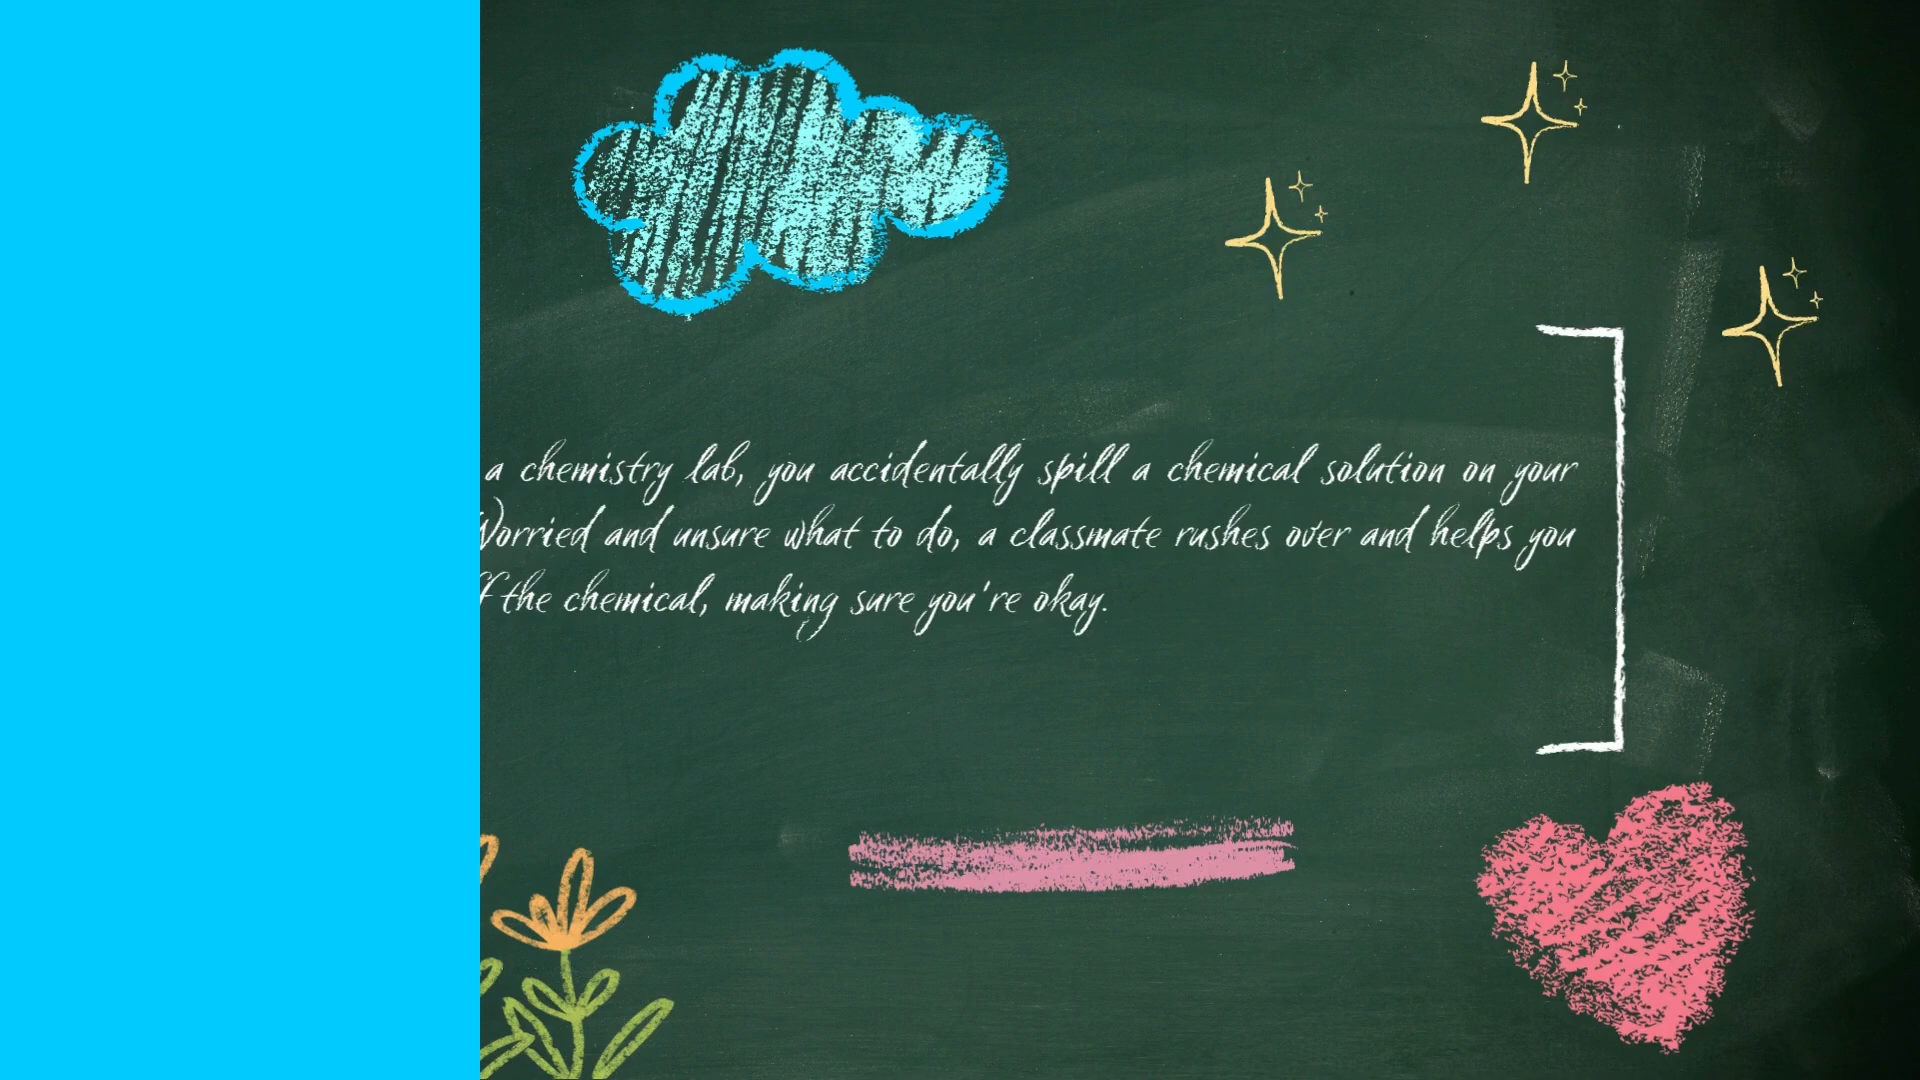 a chemistry lab, you accidentally spill a chemical solution on your
Worried and unsure what to do, a classmate rushes over and helps you
the chemical, making sure you're okay.